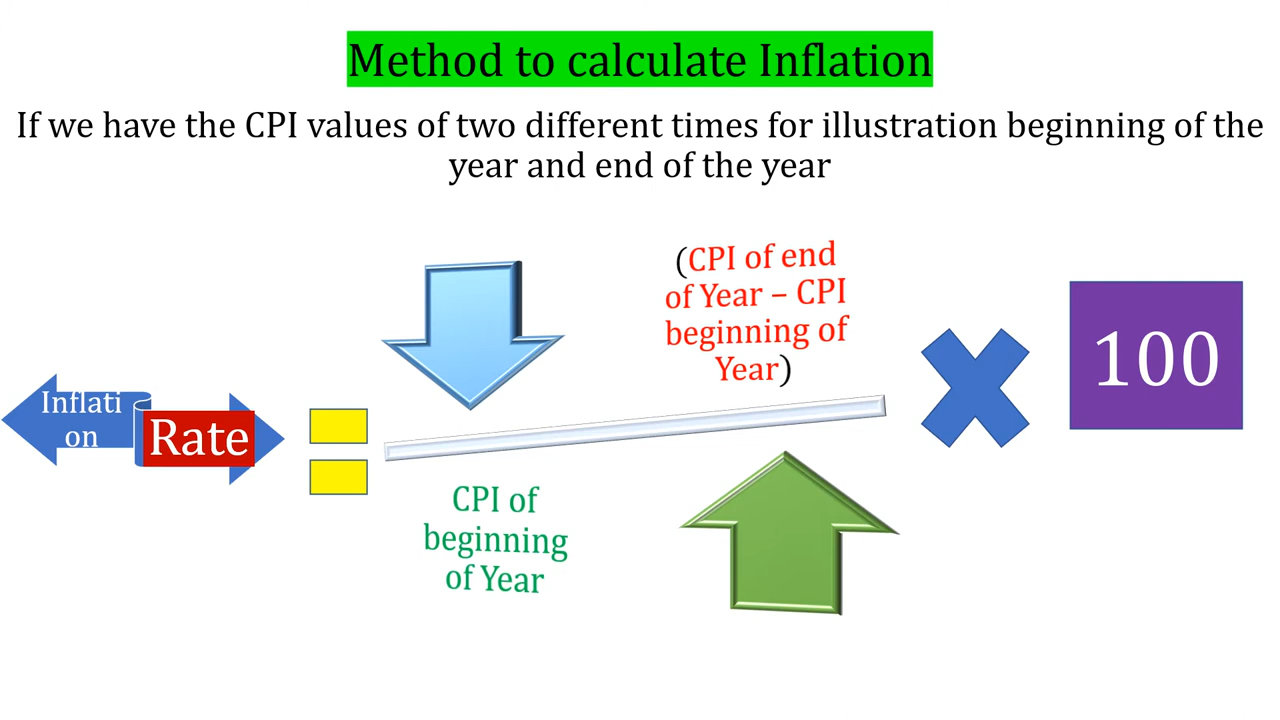 Method to calculate Inflation
If we have the CPI values of two different times for illustration beginning of the
year and end of the year
(CPI of end
of Year – CPI
beginning of
Year)
100
Inflati
on
Rate
CPI of
beginning
of Year